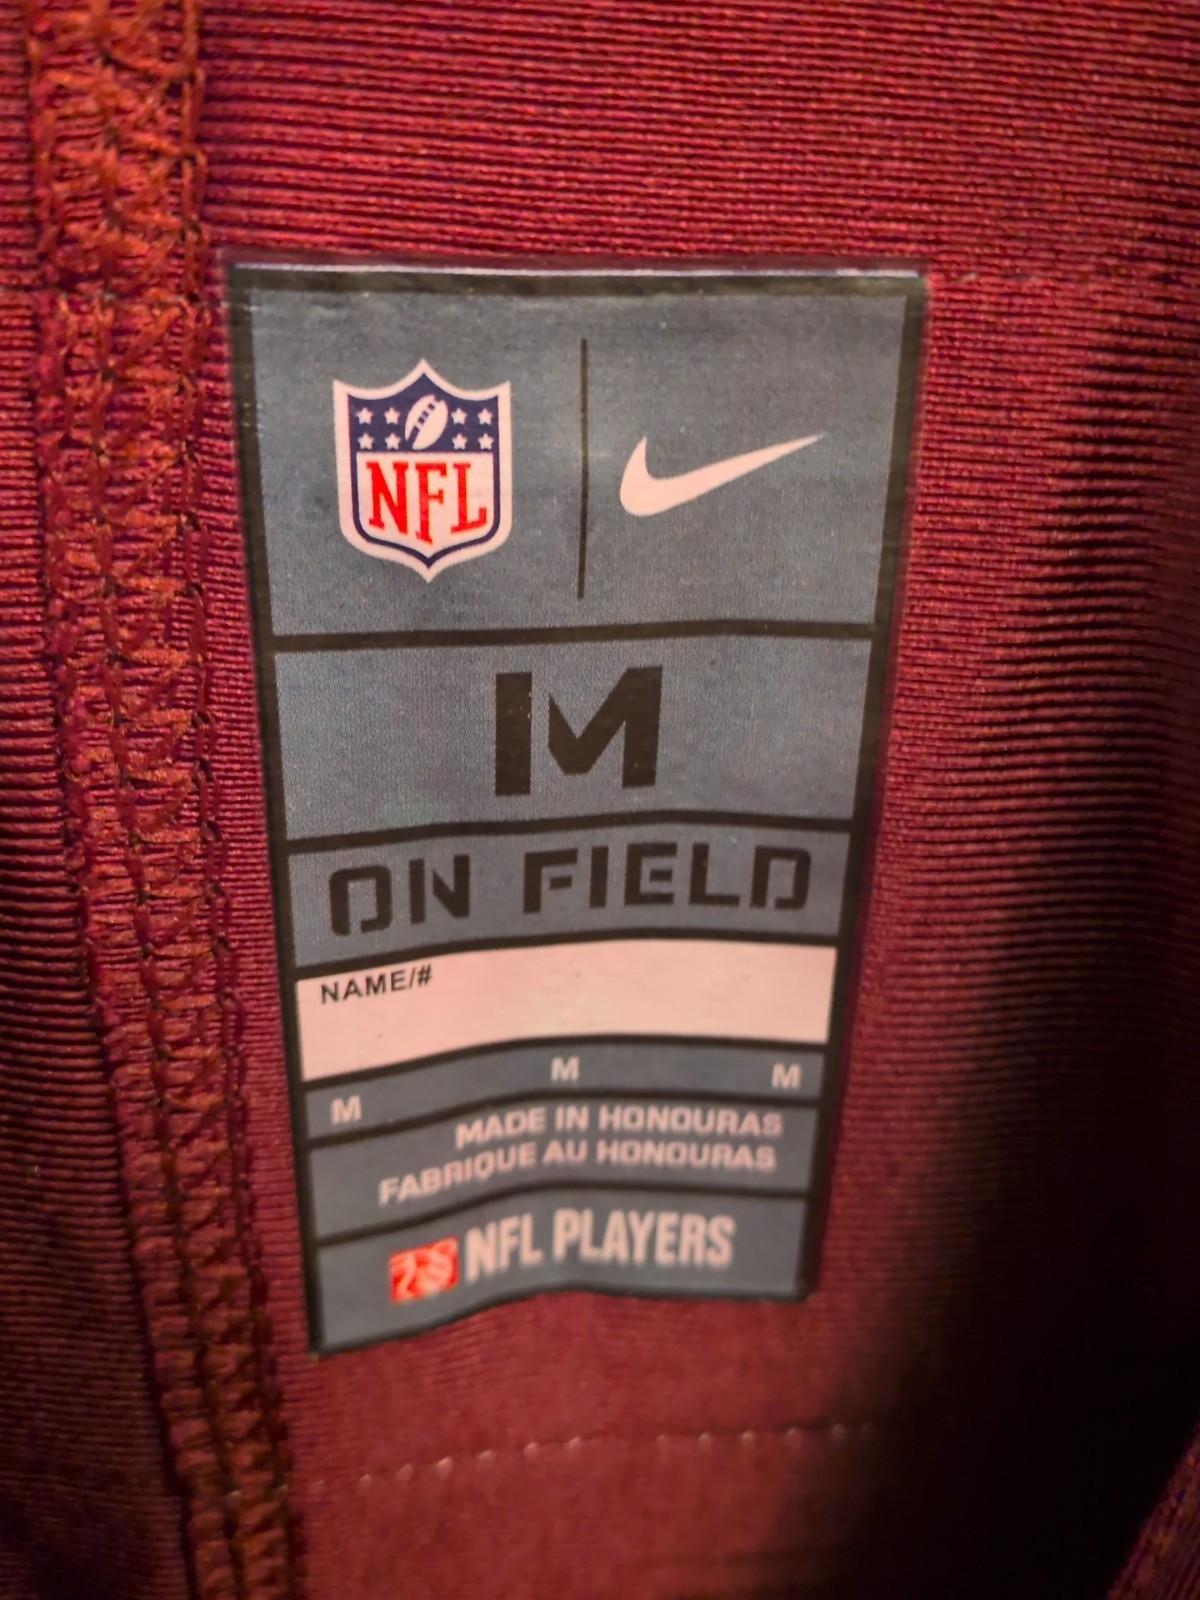 NFL
M
ON FIELD
NAME/#
M M M
MADE IN HONDURAS
FABRIQUE AU HONDURAS
NFL PLAYERS